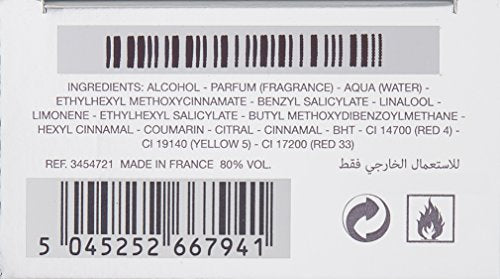 INGREDIENTS: ALCOHOL - PARFUM (FRAGRANCE) - AQUA (WATER) -
ETHYLHEXYL METHOXYCINNAMATE - BENZYL SALICYLATE - LINALOOL -
LIMONENE - ETHYLHEXYL SALICYLATE - BUTYL METHOXYDIBENZOYLMETHANE -
HEXYL CINNAMAL - COUMARIN - CITRAL - CINNAMAL - BHT - CI 14700 (RED 4) -
CI 19140 (YELLOW 5) - CI 17200 (RED 33)
REF. 3454721 MADE IN FRANCE 80% VOL. للاستعمال الخارجي فقط
5 045252 667941